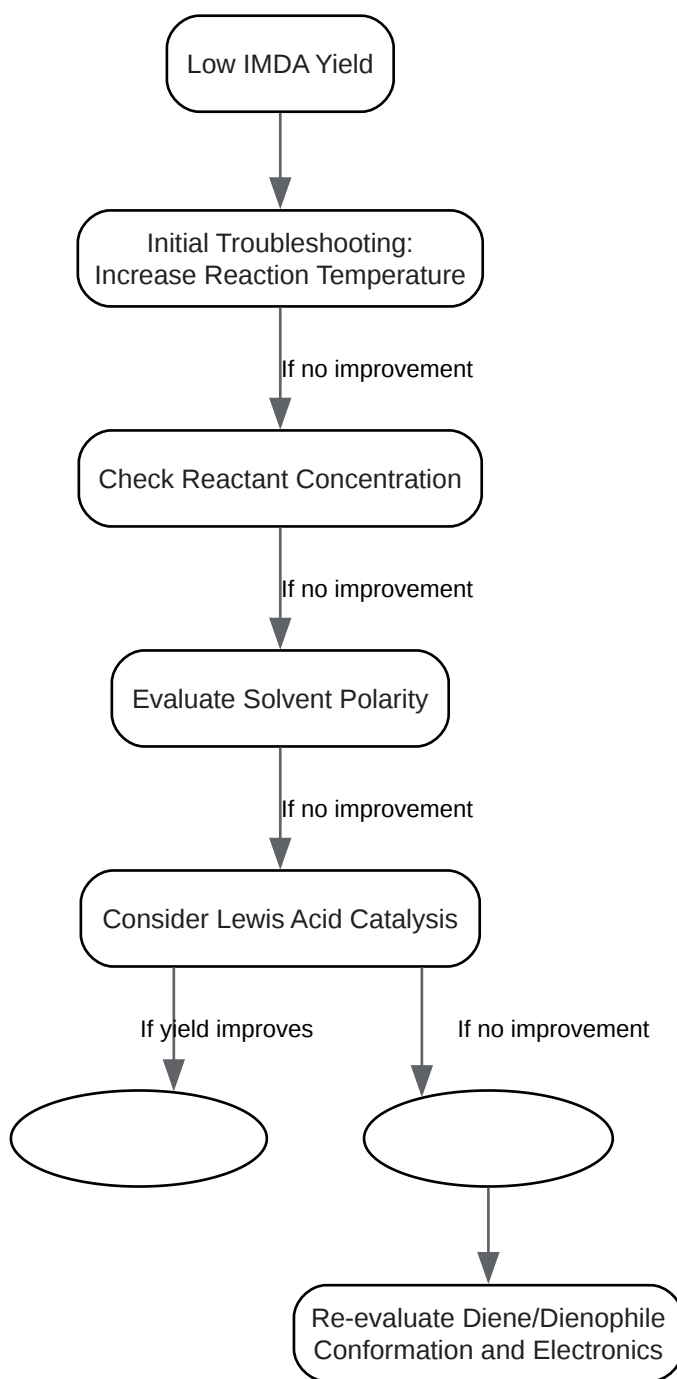 Low IMDA Yield
Initial Troubleshooting:
Increase Reaction Temperature
If no improvement
Check Reactant Concentration
If no improvement
Evaluate Solvent Polarity
If no improvement
Consider Lewis Acid Catalysis
If yield improves
If no improvement
Re-evaluate Diene/Dienophile
Conformation and Electronics